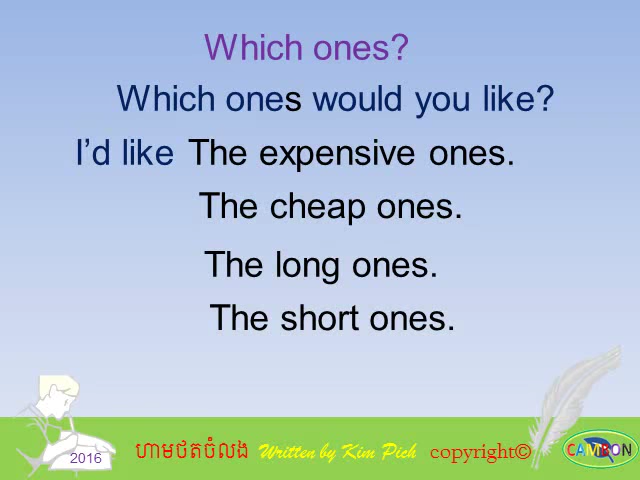 Which ones?
Which ones would you like?
I’d like The expensive ones.
The cheap ones.
The long ones.
The short ones.
2016 ហាមថតចំលង Written by Kim Pich copyright© CAMBON